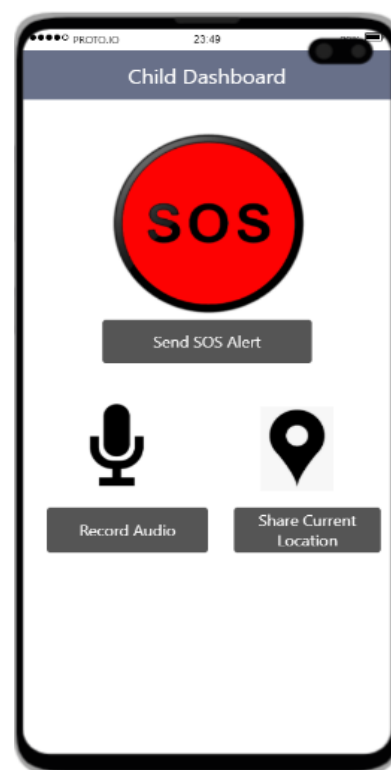 PROTO.IO 23:49
Child Dashboard
SOS
Send SOS Alert
Record Audio
Share Current
Location